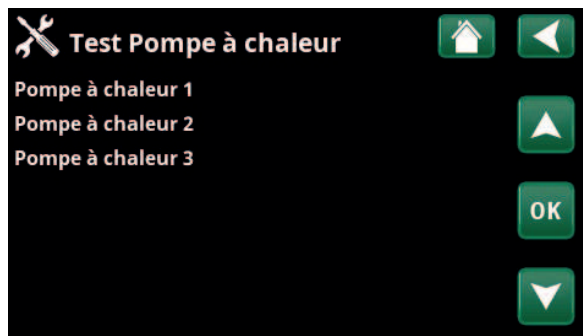 Test Pompe à chaleur
Pompe à chaleur 1
Pompe à chaleur 2
Pompe à chaleur 3
OK